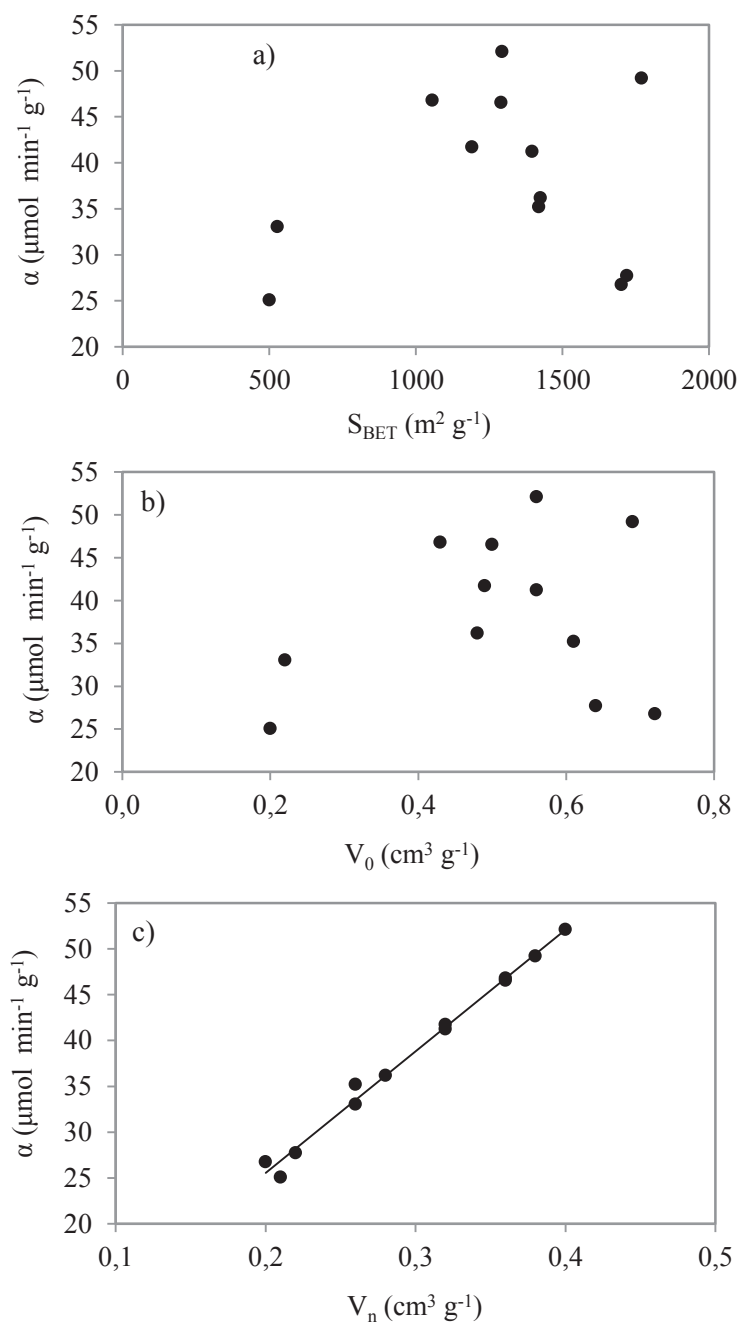 a)
55
50
45
40
35
30
25
20
α (μmol min⁻¹ g⁻¹)
0 500 1000 1500 2000
S_BET (m² g⁻¹)
b)
55
50
45
40
35
30
25
20
α (μmol min⁻¹ g⁻¹)
0,0 0,2 0,4 0,6 0,8
V₀ (cm³ g⁻¹)
c)
55
50
45
40
35
30
25
20
α (μmol min⁻¹ g⁻¹)
0,1 0,2 0,3 0,4 0,5
Vₙ (cm³ g⁻¹)